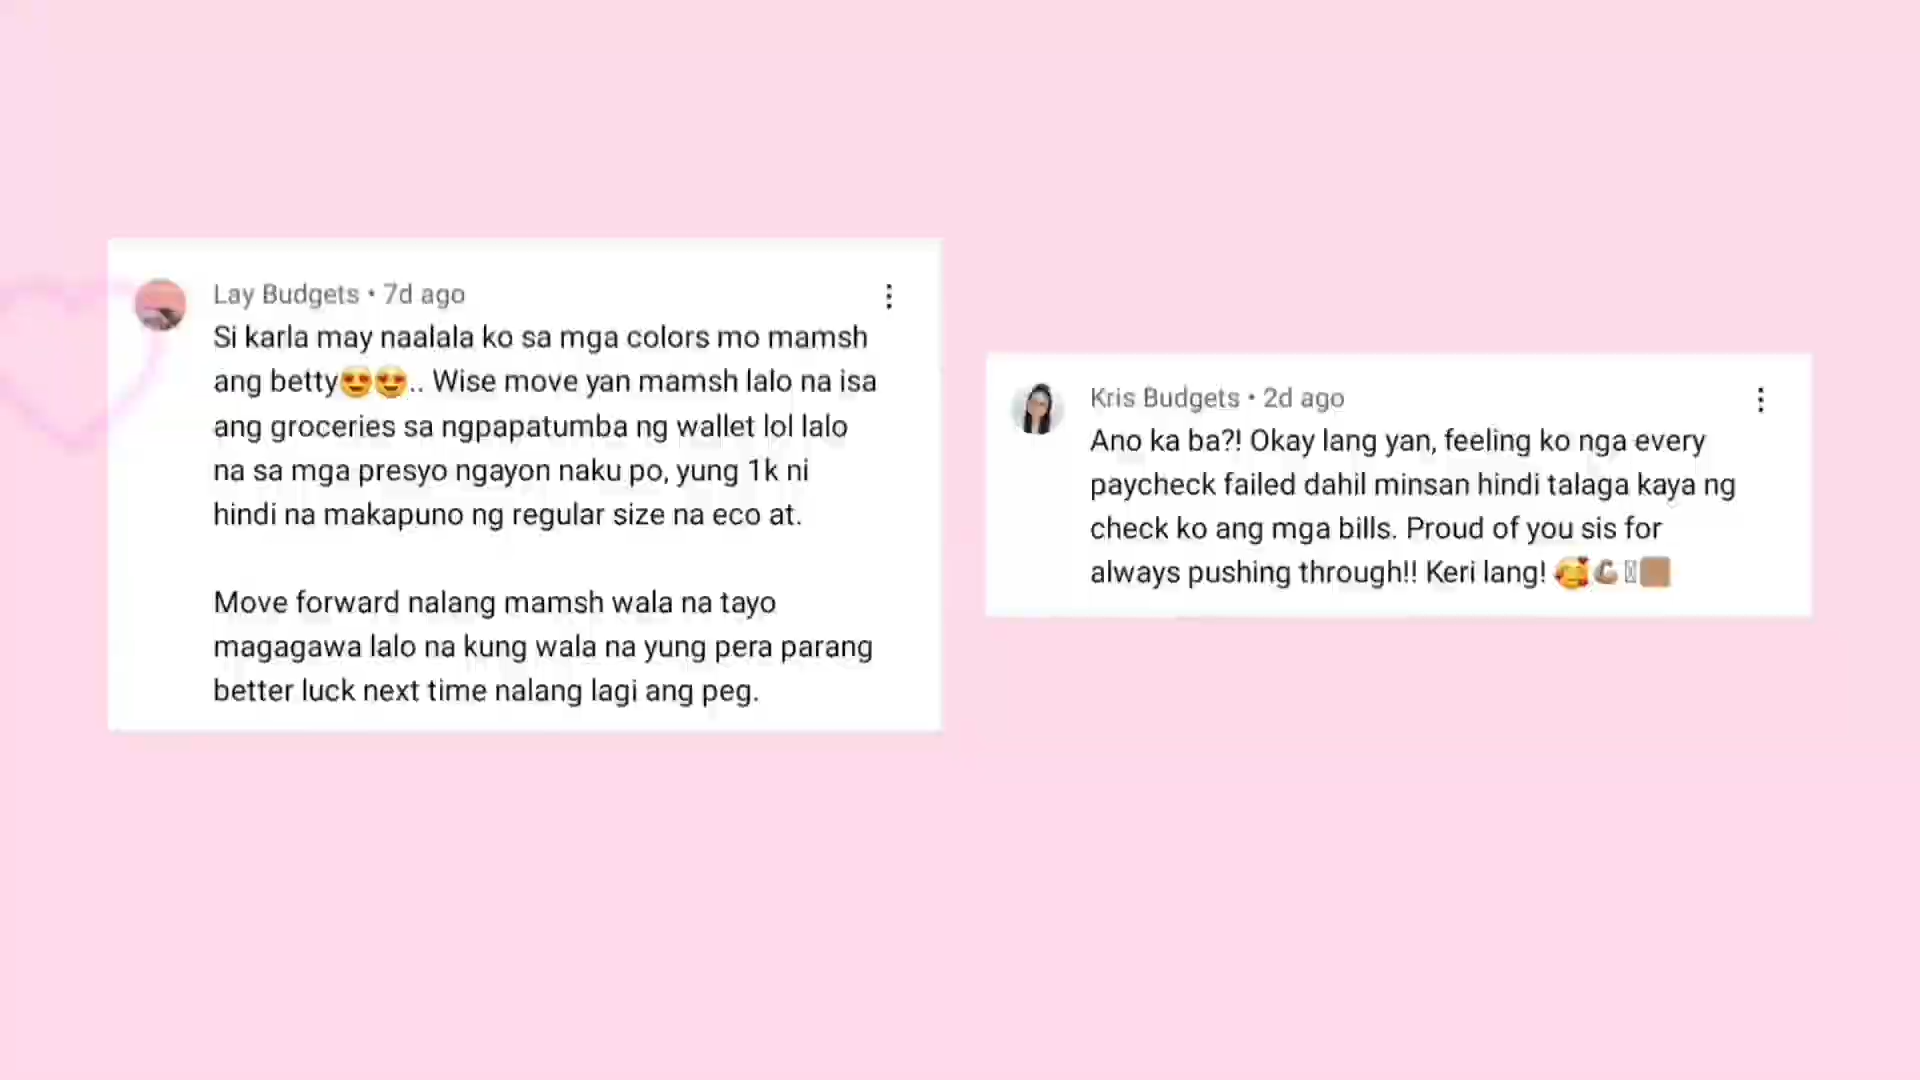 Lay Budgets • 7d ago
Si karla may naalala ko sa mga colors mo mamsh
ang betty😍😍.. Wise move yan mamsh lalo na isa
ang groceries sa ngpapatumba ng wallet lol lalo
na sa mga presyo ngayon naku po, yung 1k ni
hindi na makapuno ng regular size na eco at.
Move forward nalang mamsh wala na tayo
magagawa lalo na kung wala na yung pera parang
better luck next time nalang lagi ang peg.
Kris Budgets • 2d ago
Ano ka ba?! Okay lang yan, feeling ko nga every
paycheck failed dahil minsan hindi talaga kaya ng
check ko ang mga bills. Proud of you sis for
always pushing through!! Keri lang! 🥰💪🏽